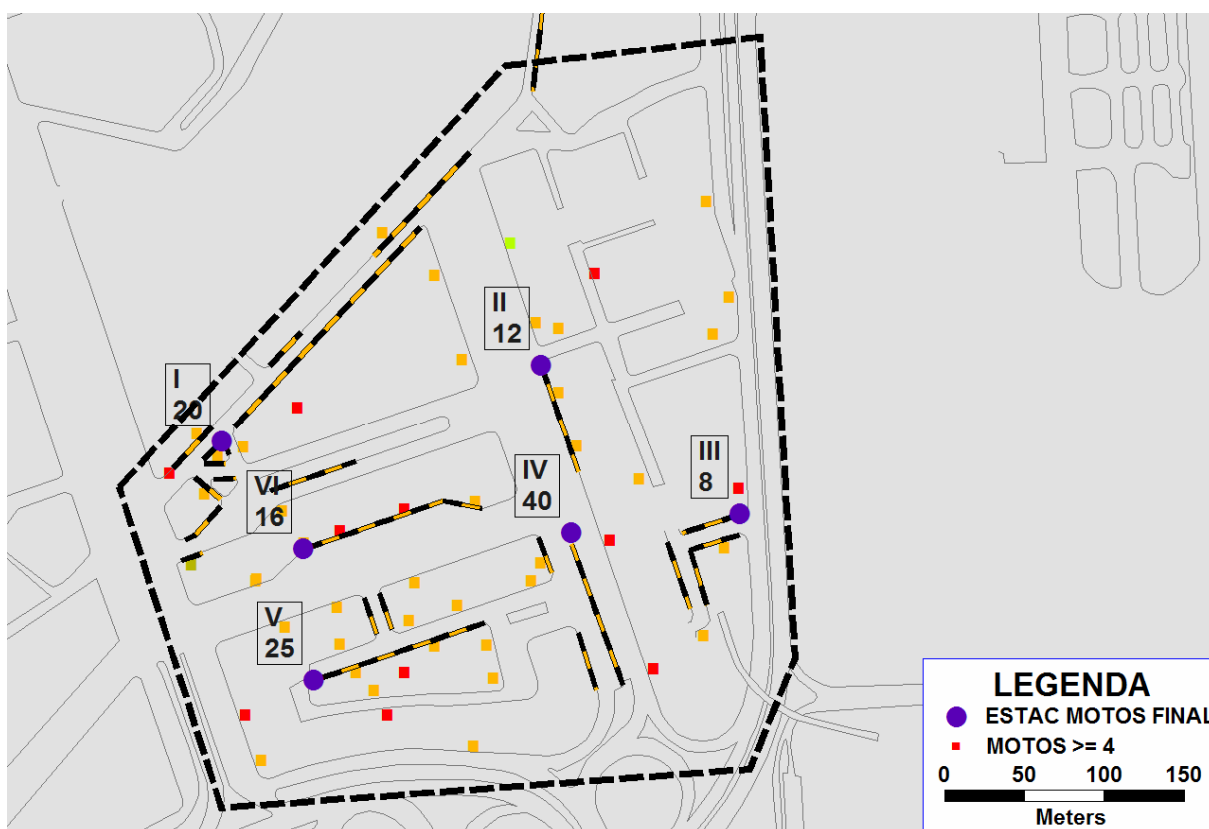 II
12
I
20
III
8
IV
40
VI
16
V
25
LEGENDA
ESTAC MOTOS FINAL
MOTOS >= 4
0 50 100 150
Meters